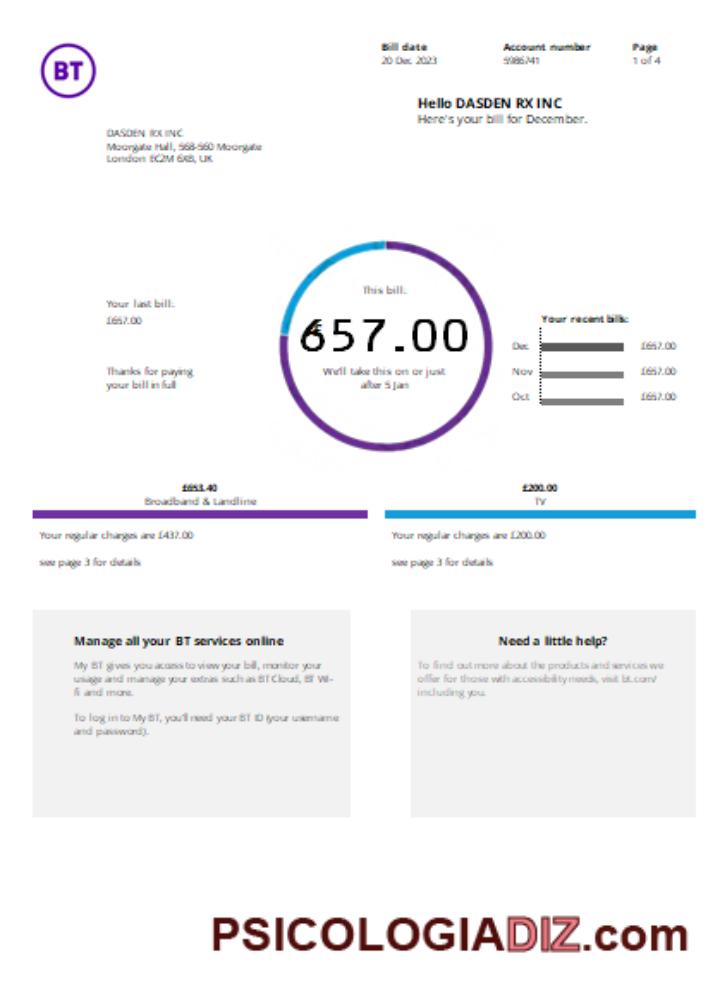 BT
Bill date
20 Dec 2023
Account number
5986741
Page
1 of 4
Hello DASDEN RX INC
Here's your bill for December.
DASDEN RX INC
Moorgate Hall, 568-560 Moorgate
London EC2M 6XB, UK
Your last bill:
£657.00
Thanks for paying
your bill in full
This bill:
657.00
We'll take this on or just
after 5 Jan
Your recent bills:
Dec £657.00
Nov £657.00
Oct £657.00
£653.40
Broadband & Landline
Your regular charges are £437.00
see page 3 for details
£200.00
TV
Your regular charges are £200.00
see page 3 for details
Manage all your BT services online
My BT gives you access to view your bill, monitor your
usage and manage your extras such as BT Cloud, BT Wi-
fi and more.
To log in to My BT, you'll need your BT ID (your username
and password).
Need a little help?
To find out more about the products and services we
offer for those with accessibility needs, visit bt.com/
including you.
PSICOLOGIADIZ.com